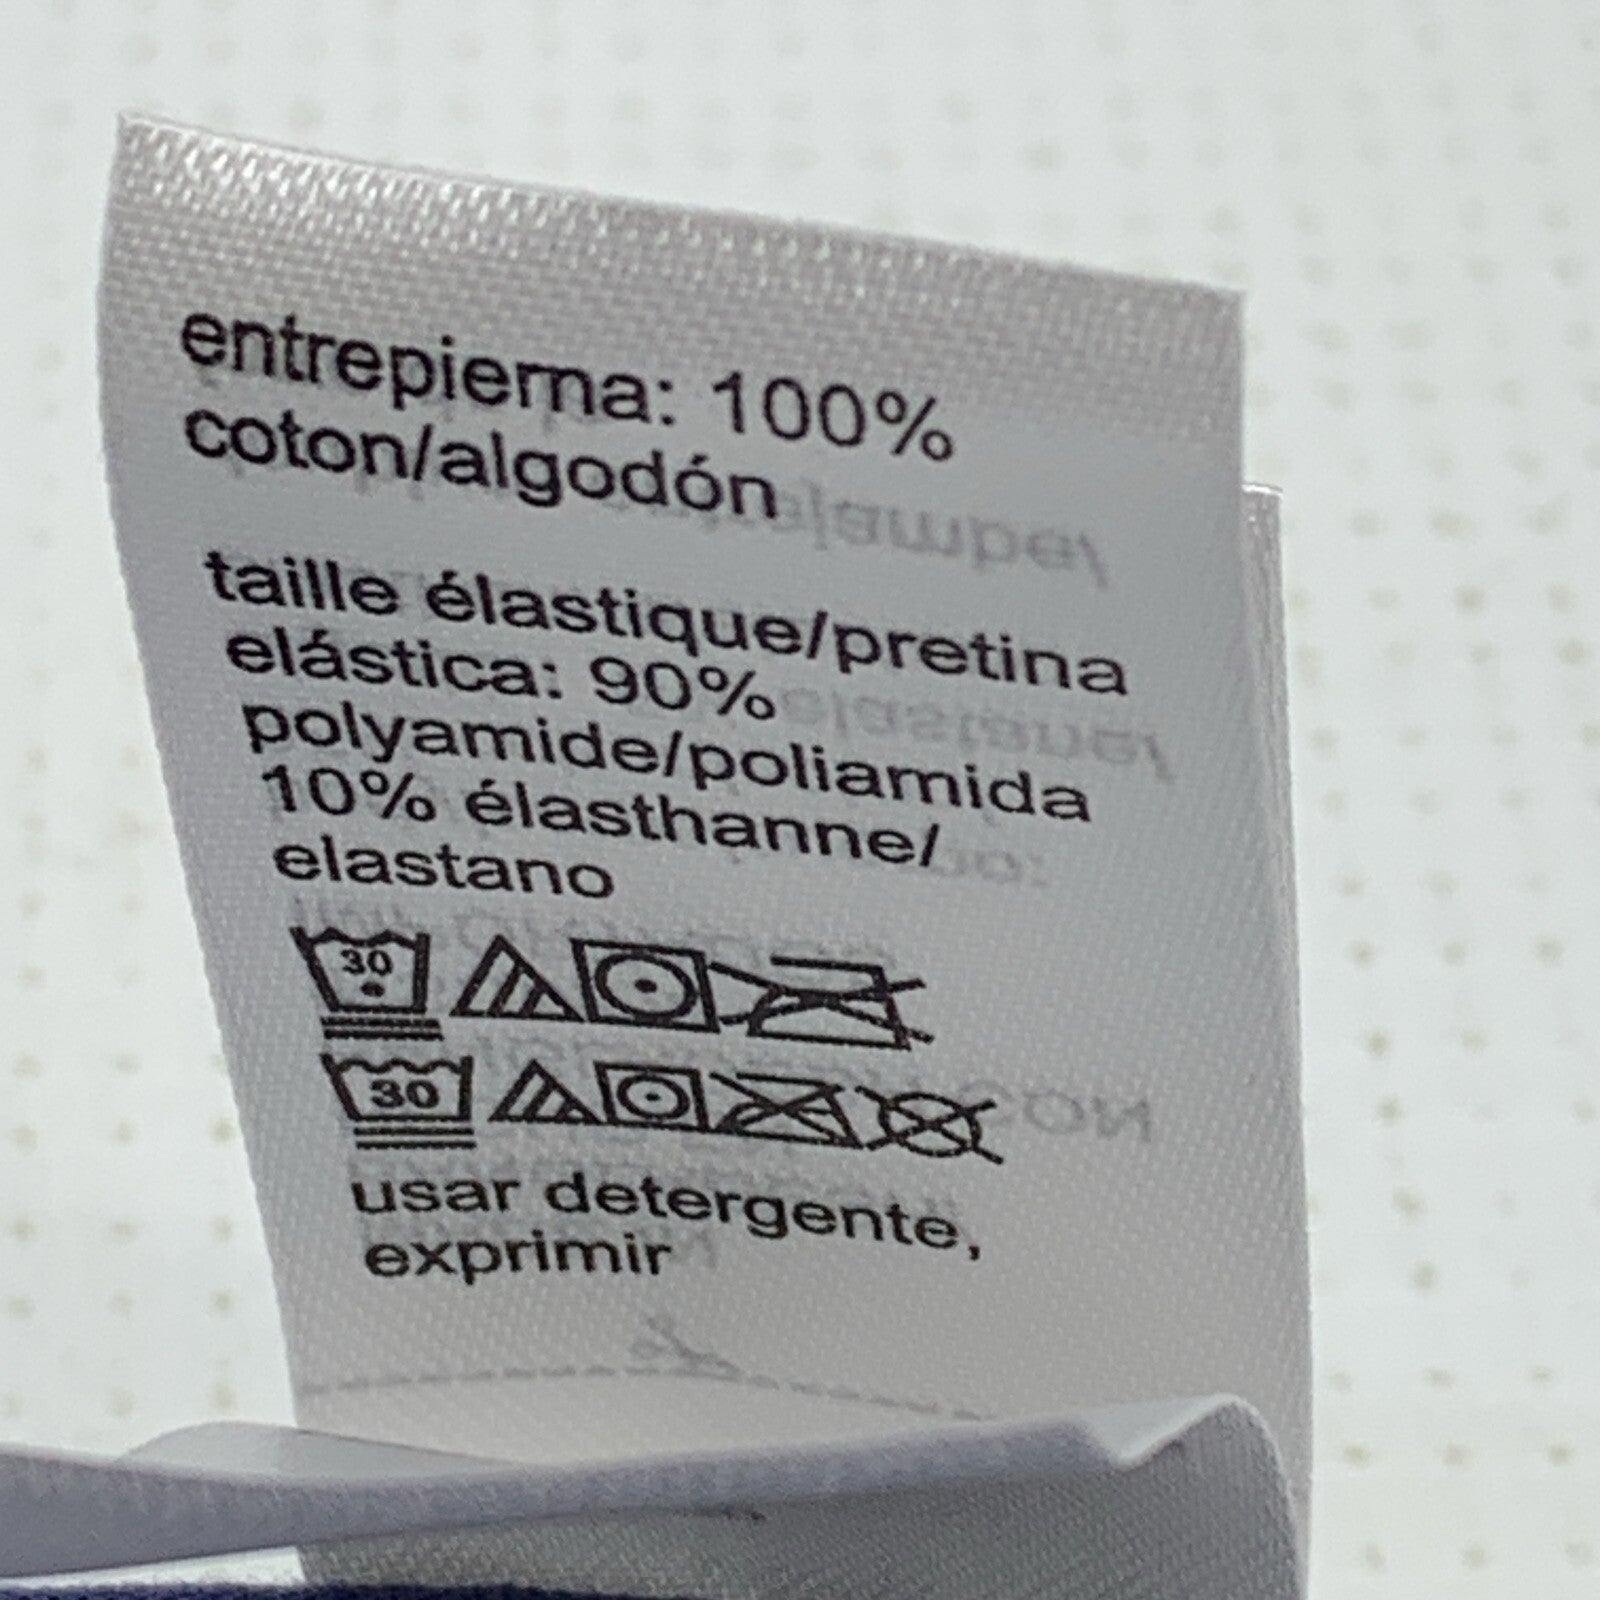 entrepierna: 100%
coton/algodón
taille élastique/pretina
elástica: 90%
polyamide/poliamida
10% élasthanne/
elastano
30
30
usar detergente,
exprimir